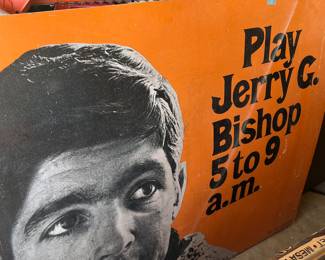 Play
Jerry G.
Bishop
5 to 9
a.m.